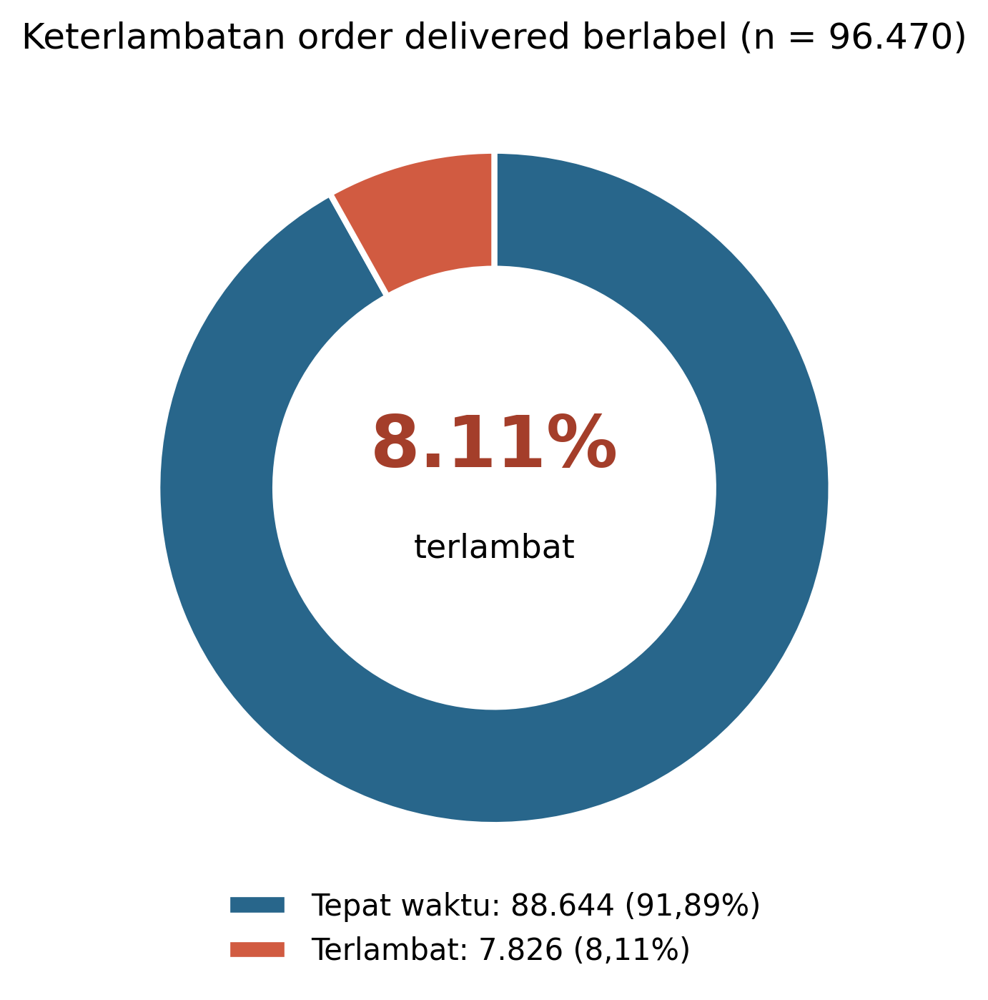 Keterlambatan order delivered berlabel (n = 96.470)
8.11%
terlambat
Tepat waktu: 88.644 (91,89%)
Terlambat: 7.826 (8,11%)